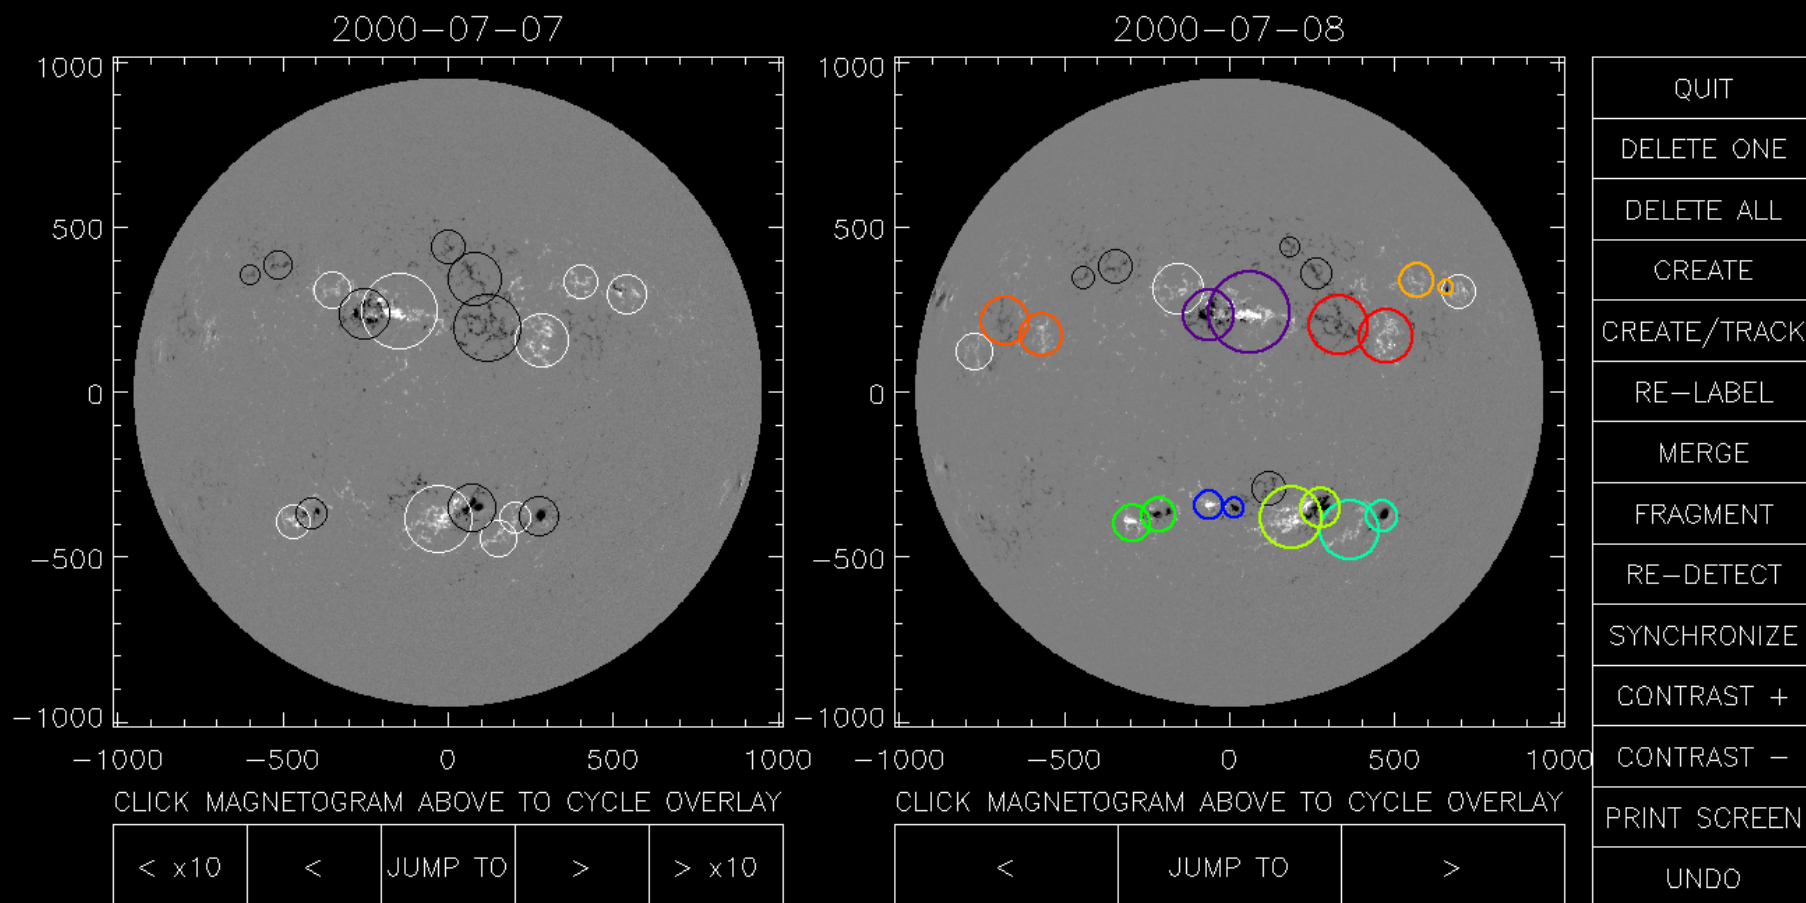 2000-07-07
1000
500
0
-500
-1000
-1000 -500 0 500 1000
CLICK MAGNETOGRAM ABOVE TO CYCLE OVERLAY
< x10 < JUMP TO > > x10
2000-07-08
1000
500
0
-500
-1000
-1000 -500 0 500 1000
CLICK MAGNETOGRAM ABOVE TO CYCLE OVERLAY
< JUMP TO >
QUIT
DELETE ONE
DELETE ALL
CREATE
CREATE/TRACK
RE-LABEL
MERGE
FRAGMENT
RE-DETECT
SYNCHRONIZE
CONTRAST +
CONTRAST -
PRINT SCREEN
UNDO